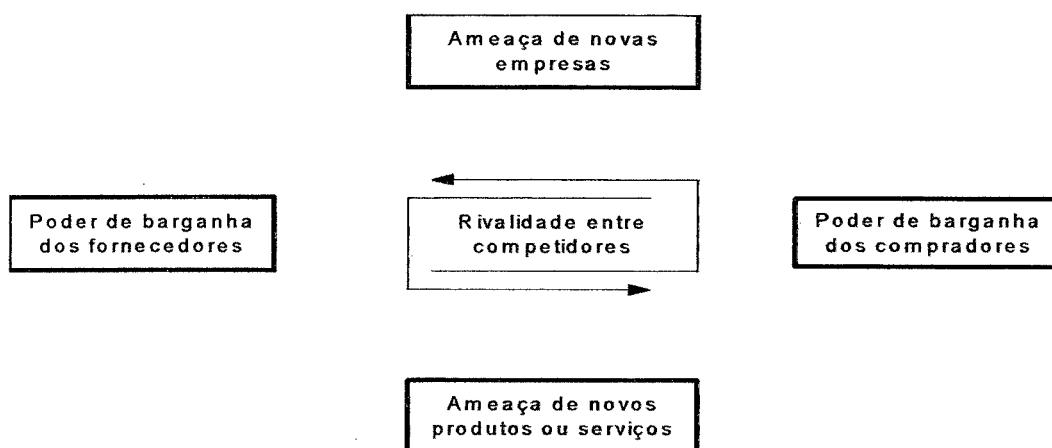 Ameaça de novas
empresas
Poder de barganha
dos fornecedores
Rivalidade entre
competidores
Poder de barganha
dos compradores
Ameaça de novos
produtos ou serviços